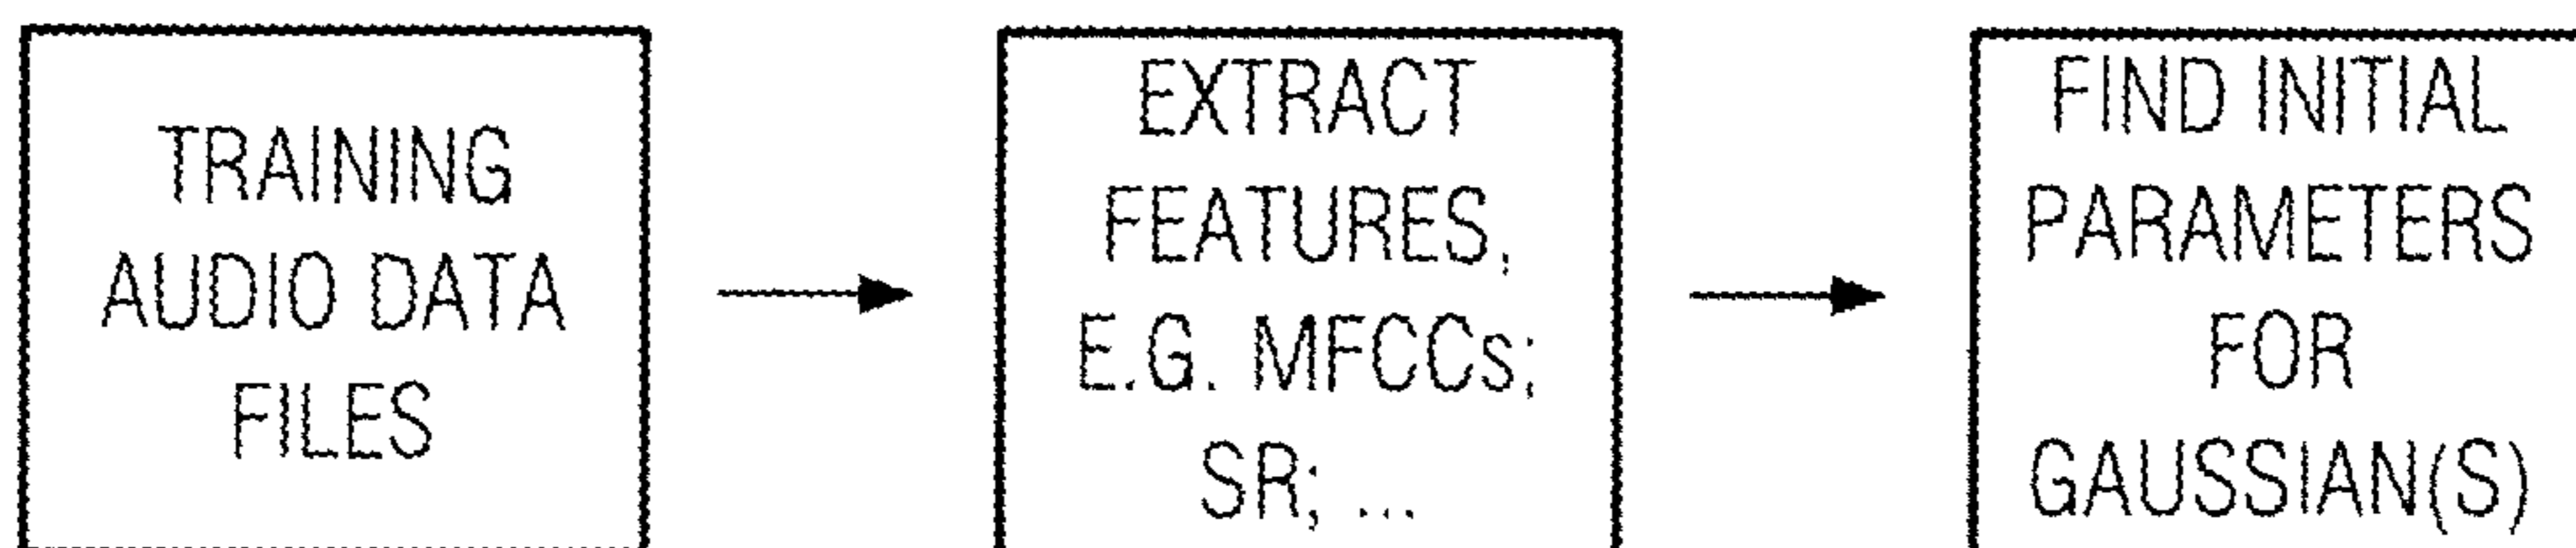 TRAINING
AUDIO DATA
FILES
EXTRACT
FEATURES,
E.G. MFCCs;
SR; ...
FIND INITIAL
PARAMETERS
FOR
GAUSSIAN(S)